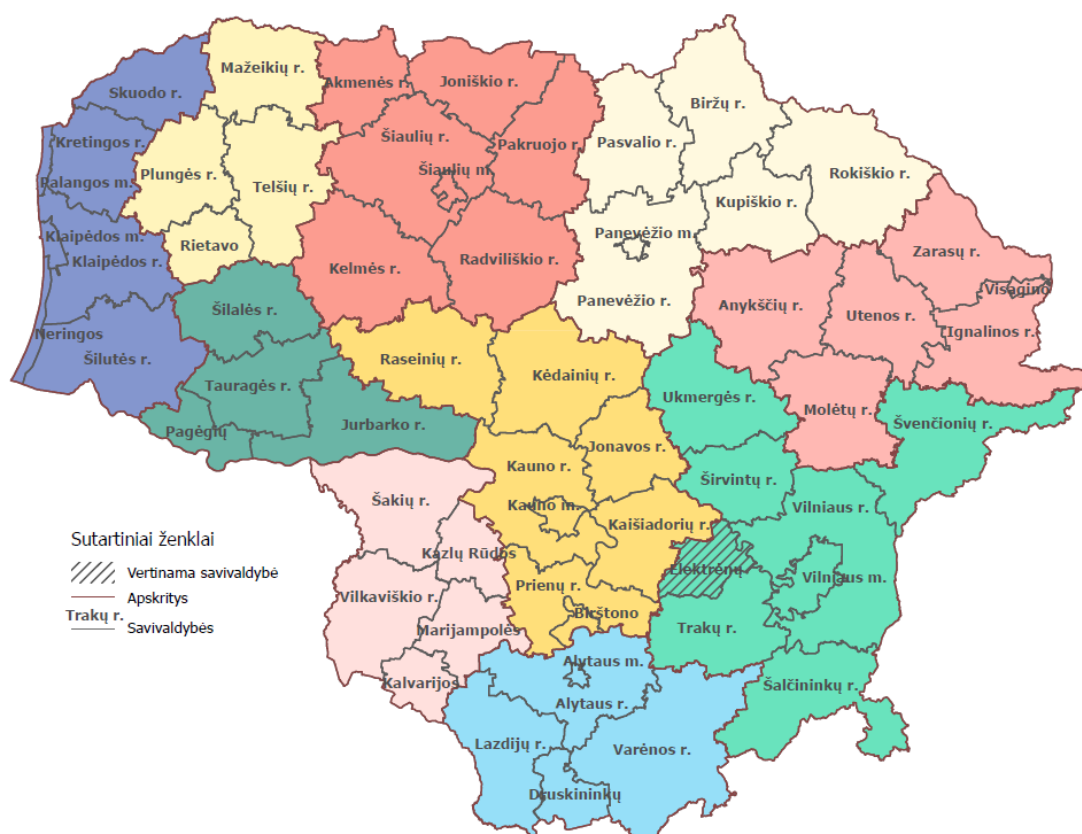 Mažeikių r.
Skuodo r.
Akmenės r.
Joniškio r.
Biržų r.
Kretingos r.
Šiaulių r.
Pakruojo r.
Pasvalio r.
Plungės r.
Telšių r.
Šiaulių m.
Rokiškio r.
Palangos m.
Kupiškio r.
Klaipėdos m.
Rietavo
Panevėžio m.
Klaipėdos r.
Kelmės r.
Radviliškio r.
Zarasų r.
Visagino
Panevėžio r.
Anykščių r.
Šilalės r.
Utenos r.
Neringos
Ignalinos r.
Šilutės r.
Raseinių r.
Kėdainių r.
Tauragės r.
Ukmergės r.
Molėtų r.
Švenčionių r.
Pagėgių
Jurbarko r.
Jonavos r.
Kauno r.
Širvintų r.
Šakių r.
Kauno m.
Vilniaus r.
Kaišiadorių r.
Sutartiniai ženklai
Kazlų Rūdos
Vertinama savivaldybė
Elektrėnų
Vilniaus m.
Prienų r.
Apskritys
Vilkaviškio r.
Birštono
Trakų r.
Savivaldybės
Marijampolės
Trakų r.
Alytaus m.
Kalvarijos
Šalčininkų r.
Alytaus r.
Lazdijų r.
Varėnos r.
Druskininkų